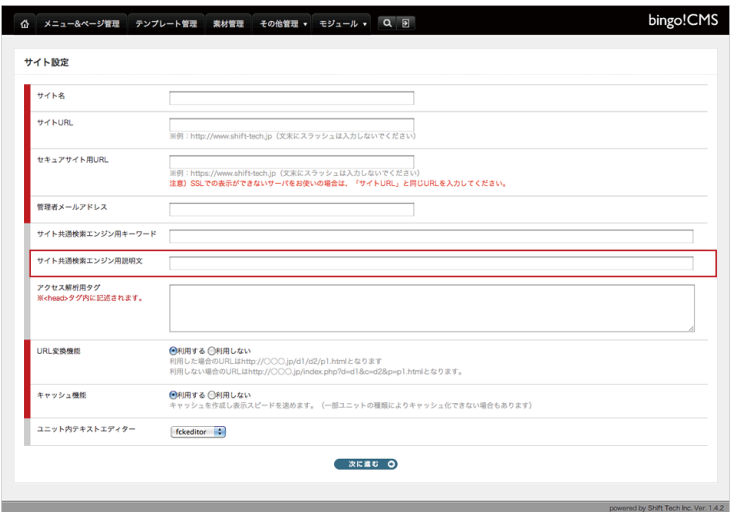 メニュー&ページ管理 テンプレート管理 素材管理 その他管理 ▼ モジュール ▼ bingo!CMS
サイト設定
サイト名
サイトURL
※例：http://www.shift-tech.jp（文末にスラッシュは入力しないでください）
セキュアサイト用URL
※例：https://www.shift-tech.jp（文末にスラッシュは入力しないでください）
注意）SSLでの表示ができないサーバをお使いの場合は、「サイトURL」と同じURLを入力してください。
管理者メールアドレス
サイト共通検索エンジン用キーワード
サイト共通検索エンジン用説明文
アクセス解析用タグ
※<head>タグ内に記述されます。
URL変換機能 利用する 利用しない
利用した場合のURLはhttp://○○○.jp/d1/d2/p1.htmlとなります
利用しない場合のURLはhttp://○○○.jp/index.php?d=d1&c=d2&p=p1.htmlとなります。
キャッシュ機能 利用する 利用しない
キャッシュを作成し表示スピードを速めます。（一部ユニットの種類によりキャッシュ化できない場合もあります）
ユニット内テキストエディター fckeditor
次に進む
powered by Shift Tech Inc. Ver. 1.4.2